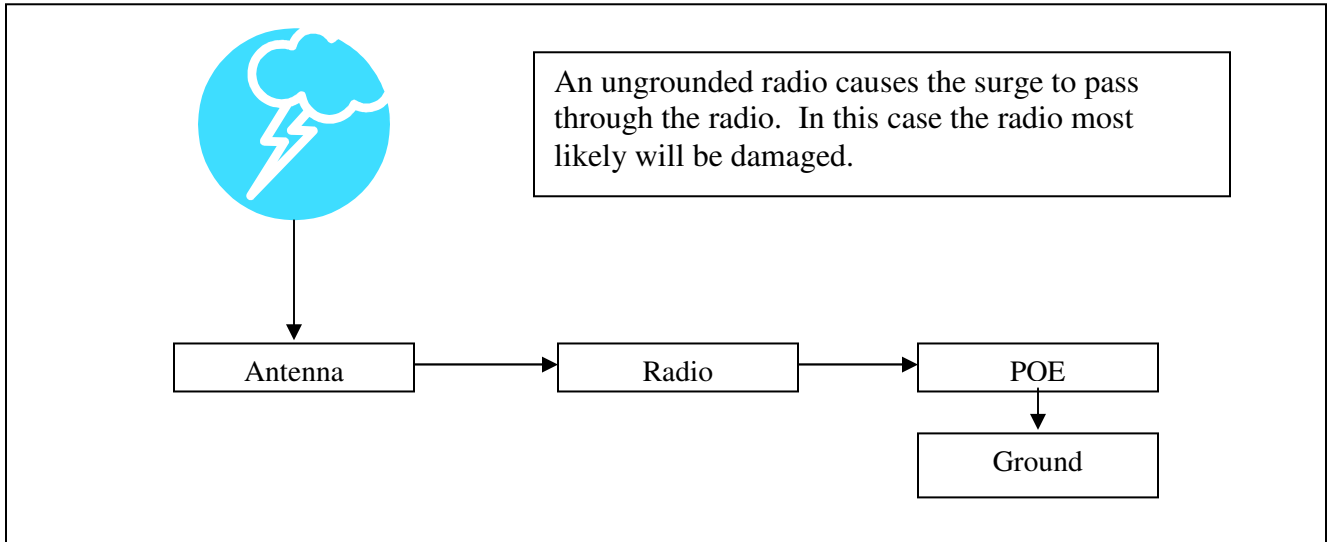 An ungrounded radio causes the surge to pass
through the radio.  In this case the radio most
likely will be damaged.
Antenna
Radio
POE
Ground